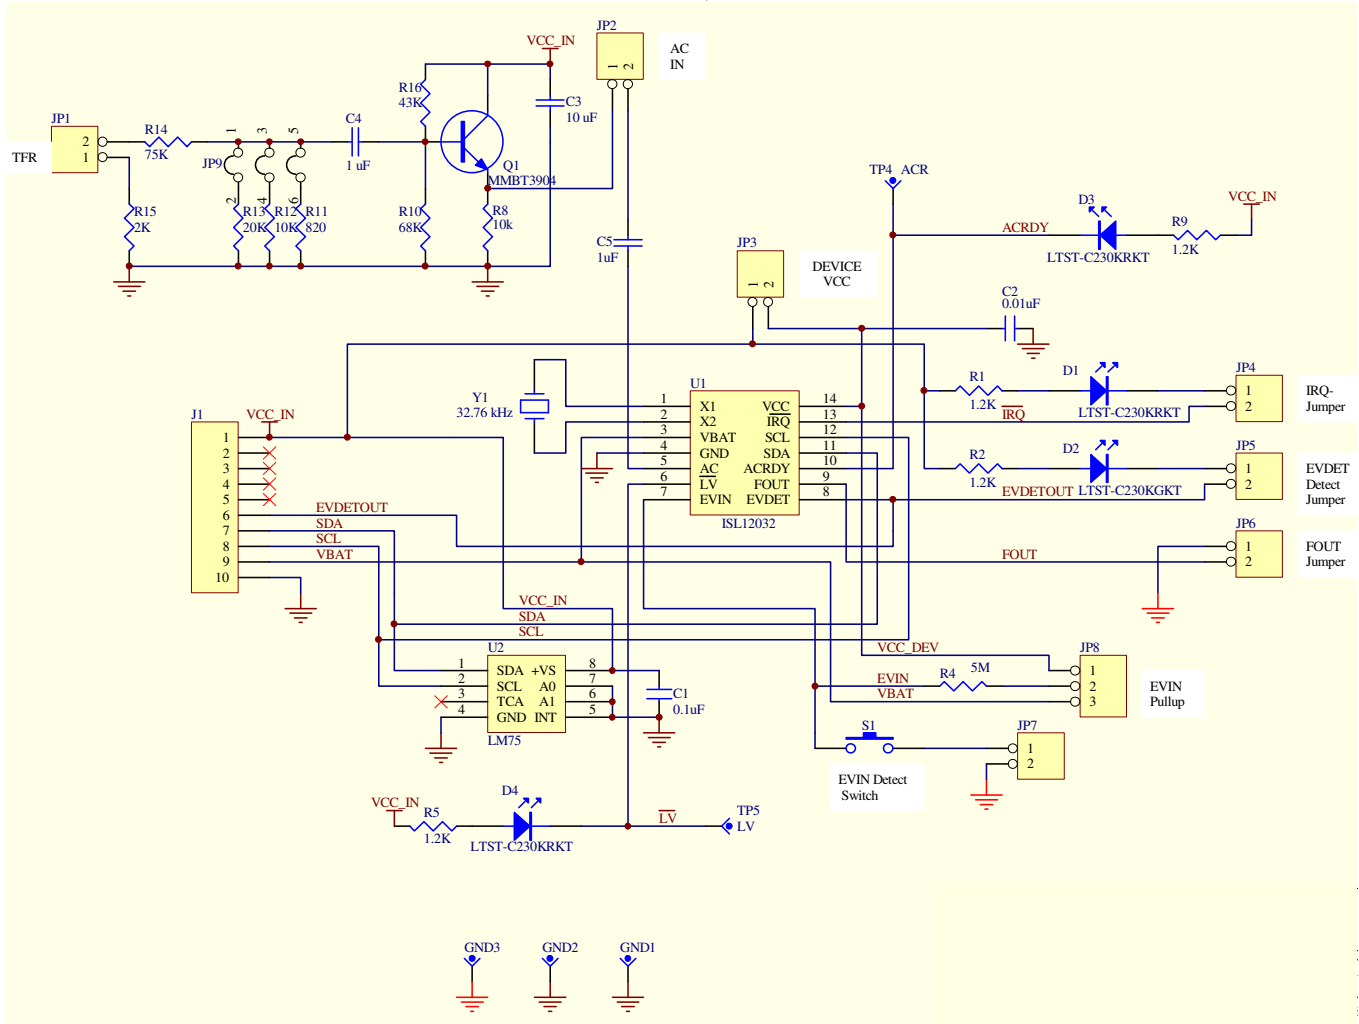 JP2
VCC_IN
AC
IN
1 2
R16
43K
C3
10 uF
JP1
TFR
2
1
R14
75K
1 3 5
JP9
C4
1 uF
Q1
MMBT3904
2 4 6
R15
2K
R13
20K
R12
10K
R11
820
R10
68K
R8
10k
C5
1uF
TP4 ACR
D3
ACRDY
LTST-C230KRKT
R9
1.2K
VCC_IN
JP3
1 2
DEVICE
VCC
C2
0.01uF
Y1
32.76 kHz
U1
1 X1
2 X2
3 VBAT
4 GND
5 AC
6 LV
7 EVIN
VCC 14
IRQ 13
SCL 12
SDA 11
ACRDY 10
FOUT 9
EVDET 8
ISL12032
R1
1.2K
IRQ
D1
LTST-C230KRKT
JP4
1
2
IRQ-
Jumper
R2
1.2K
EVDETOUT
D2
LTST-C230KGKT
JP5
1
2
EVDET
Detect
Jumper
FOUT
JP6
1
2
FOUT
Jumper
J1
VCC_IN
1
2
3
4
5
6
7
8
9
10
EVDETOUT
SDA
SCL
VBAT
VCC_IN
SDA
SCL
U2
1 SDA
2 SCL
3 TCA
4 GND
+VS 8
A0 7
A1 6
INT 5
LM75
C1
0.1uF
VCC_DEV
EVIN
VBAT
R4
5M
JP8
1
2
3
EVIN
Pullup
S1
JP7
1
2
EVIN Detect
Switch
VCC_IN
R5
1.2K
D4
LTST-C230KRKT
LV
TP5
LV
GND3
GND2
GND1